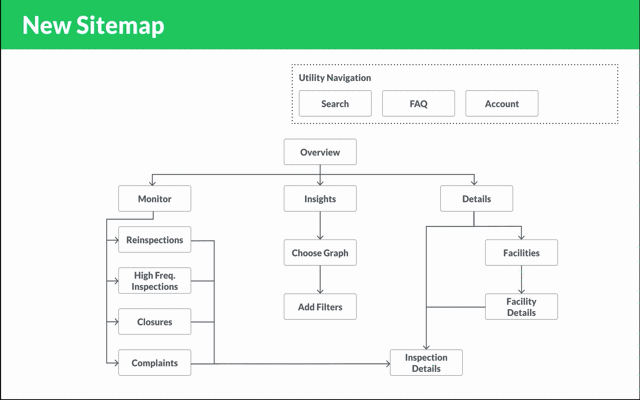 New Sitemap
Utility Navigation
Search
FAQ
Account
Overview
Monitor
Insights
Details
Reinspections
Choose Graph
Facilities
High Freq.
Inspections
Add Filters
Facility
Details
Closures
Complaints
Inspection
Details